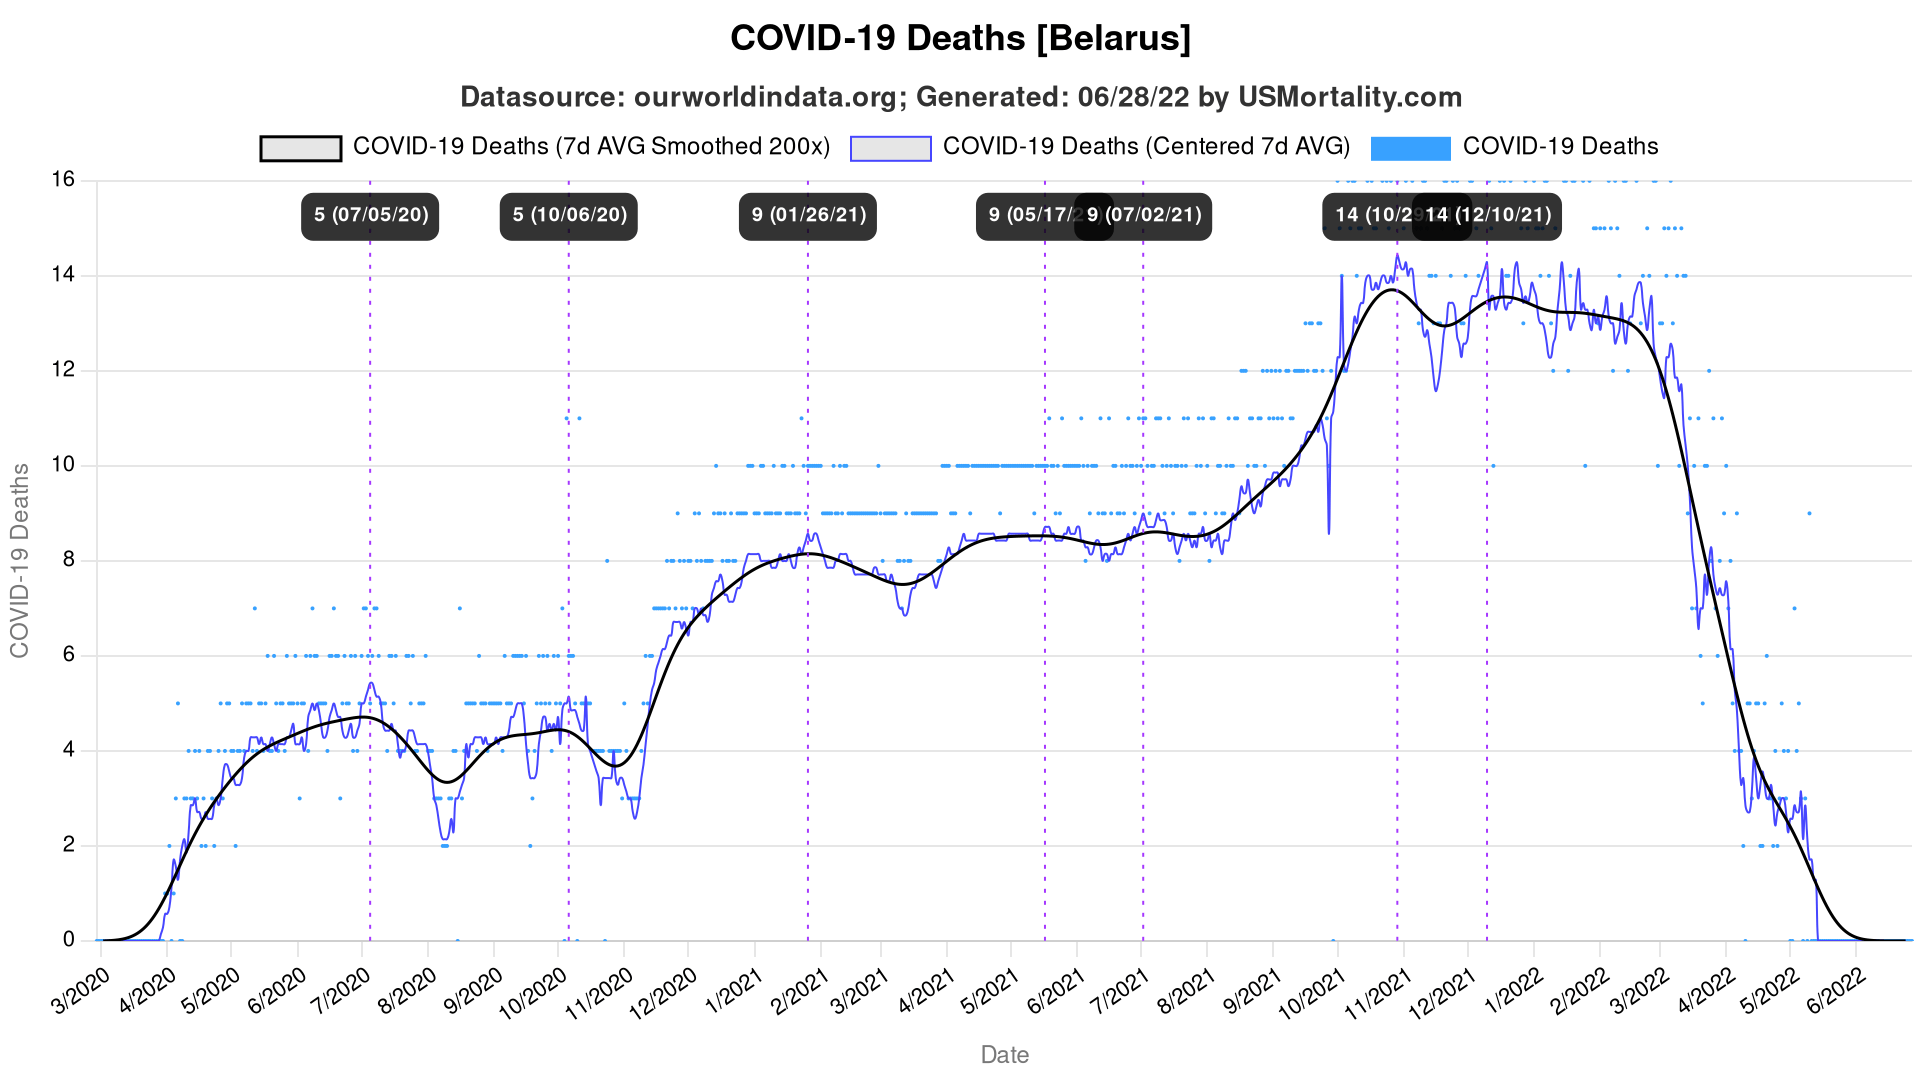 COVID-19 Deaths [Belarus]
Datasource: ourworldindata.org; Generated: 06/28/22 by USMortality.com
COVID-19 Deaths (7d AVG Smoothed 200x) COVID-19 Deaths (Centered 7d AVG) COVID-19 Deaths
16
5 (07/05/20) 5 (10/06/20) 9 (01/26/21) 9 (05/17/ 9 (07/02/21) 14 (10/2 14 (12/10/21)
14
12
10
8
6
4
2
0
COVID-19 Deaths
3/2020 4/2020 5/2020 6/2020 7/2020 8/2020 9/2020 10/2020 11/2020 12/2020 1/2021 2/2021 3/2021 4/2021 5/2021 6/2021 7/2021 8/2021 9/2021 10/2021 11/2021 12/2021 1/2022 2/2022 3/2022 4/2022 5/2022 6/2022
Date